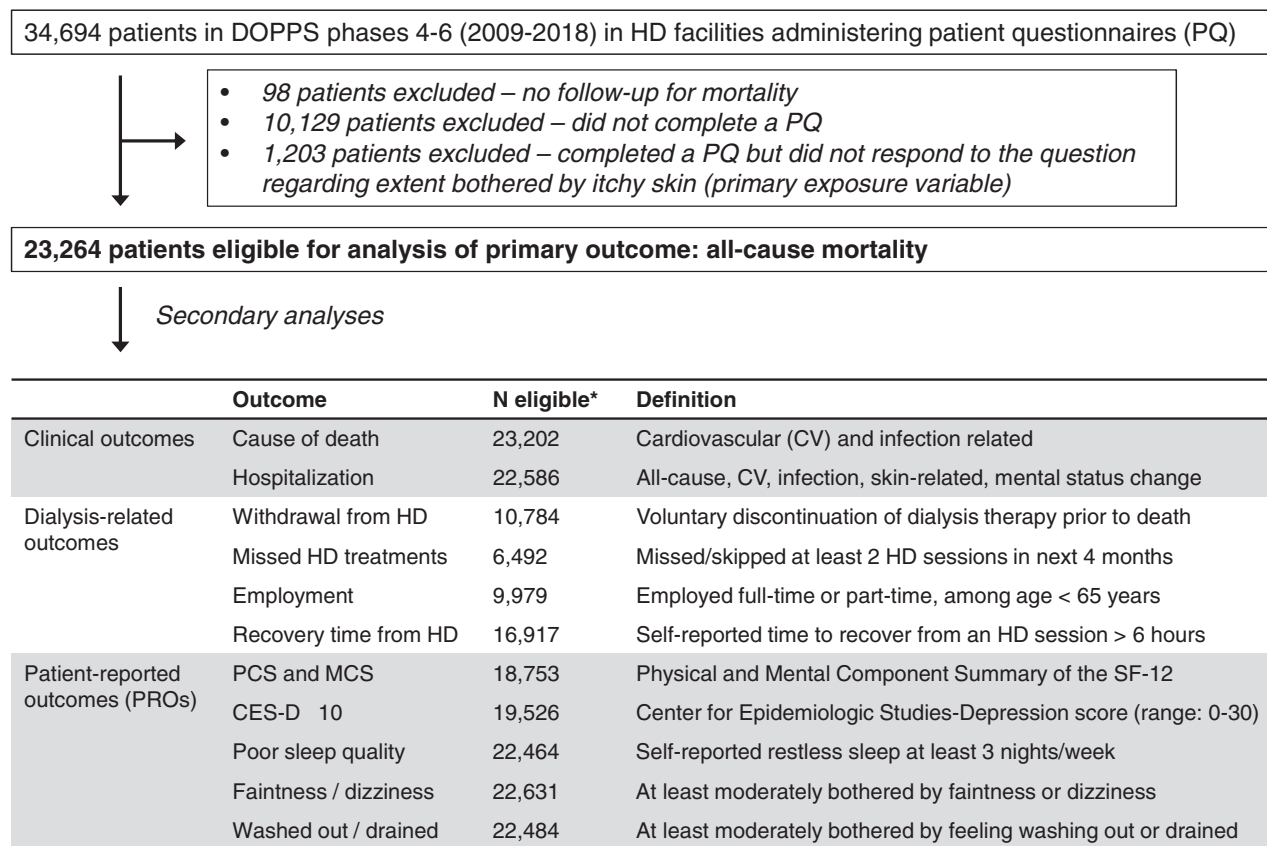 34,694 patients in DOPPS phases 4-6 (2009-2018) in HD facilities administering patient questionnaires (PQ)
• 98 patients excluded – no follow-up for mortality
• 10,129 patients excluded – did not complete a PQ
• 1,203 patients excluded – completed a PQ but did not respond to the question
regarding extent bothered by itchy skin (primary exposure variable)
23,264 patients eligible for analysis of primary outcome: all-cause mortality
Secondary analyses
Outcome N eligible* Definition
Clinical outcomes Cause of death 23,202 Cardiovascular (CV) and infection related
Hospitalization 22,586 All-cause, CV, infection, skin-related, mental status change
Dialysis-related Withdrawal from HD 10,784 Voluntary discontinuation of dialysis therapy prior to death
outcomes
Missed HD treatments 6,492 Missed/skipped at least 2 HD sessions in next 4 months
Employment 9,979 Employed full-time or part-time, among age < 65 years
Recovery time from HD 16,917 Self-reported time to recover from an HD session > 6 hours
Patient-reported PCS and MCS 18,753 Physical and Mental Component Summary of the SF-12
outcomes (PROs)
CES-D 10 19,526 Center for Epidemiologic Studies-Depression score (range: 0-30)
Poor sleep quality 22,464 Self-reported restless sleep at least 3 nights/week
Faintness / dizziness 22,631 At least moderately bothered by faintness or dizziness
Washed out / drained 22,484 At least moderately bothered by feeling washing out or drained